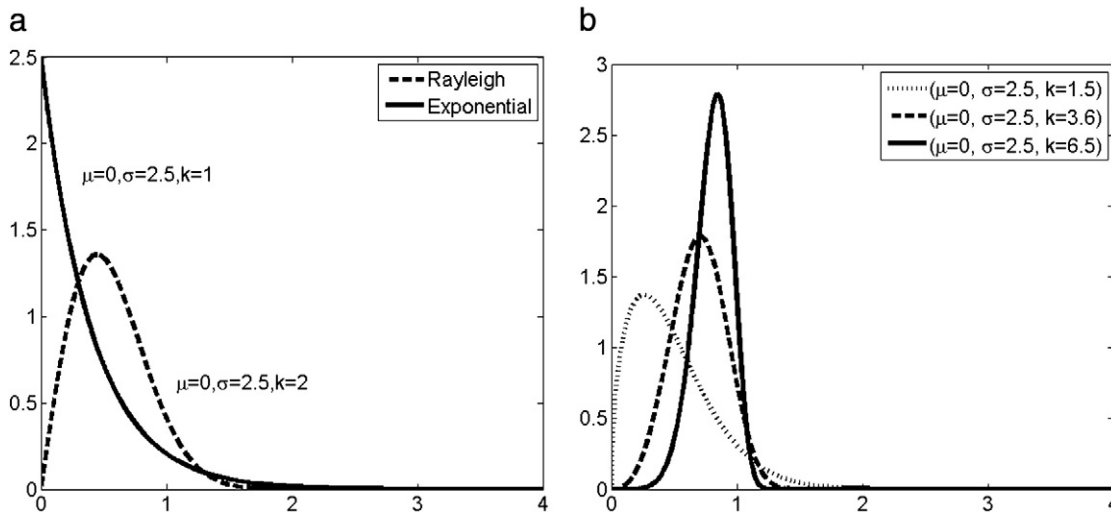 a
2.5
2
1.5
1
0.5
0
0
1
2
3
4
Rayleigh
Exponential
μ=0,σ=2.5,k=1
μ=0,σ=2.5,k=2
b
3
2.5
2
1.5
1
0.5
0
0
1
2
3
4
(μ=0, σ=2.5, k=1.5)
(μ=0, σ=2.5, k=3.6)
(μ=0, σ=2.5, k=6.5)